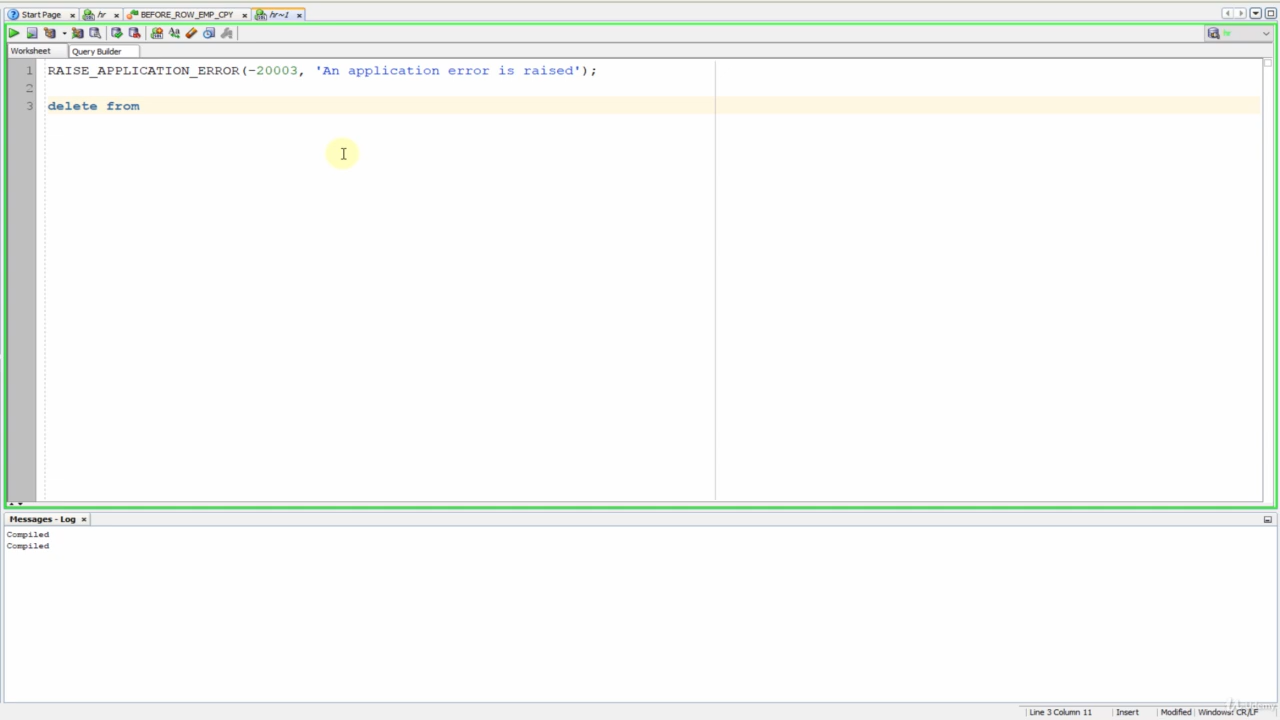 Start Page hr BEFORE_ROW_EMP_CPY hr~1
hr
Worksheet Query Builder
1 RAISE_APPLICATION_ERROR(-20003, 'An application error is raised');
2
3 delete from
Messages - Log
Compiled
Compiled
Line 3 Column 11 Insert Modified Windows: CR/LF